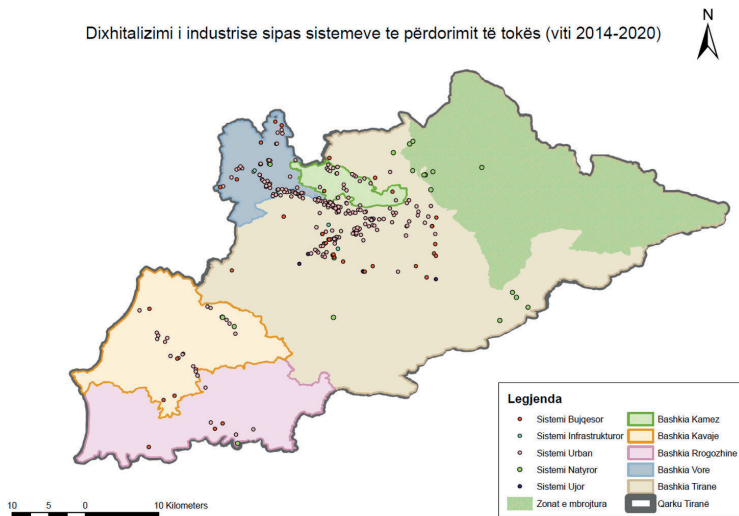 Dixhitalizimi i industrise sipas sistemeve te përdorimit të tokës (viti 2014-2020)
N
Legjenda
Sistemi Bujqesor
Bashkia Kamez
Sistemi Infrastrukturor
Bashkia Kavaje
Sistemi Urban
Bashkia Rrogozhine
Sistemi Natyror
Bashkia Vore
Sistemi Ujor
Bashkia Tirane
Zonat e mbrojtura
Qarku Tiranë
10 5 0 10 Kilometers